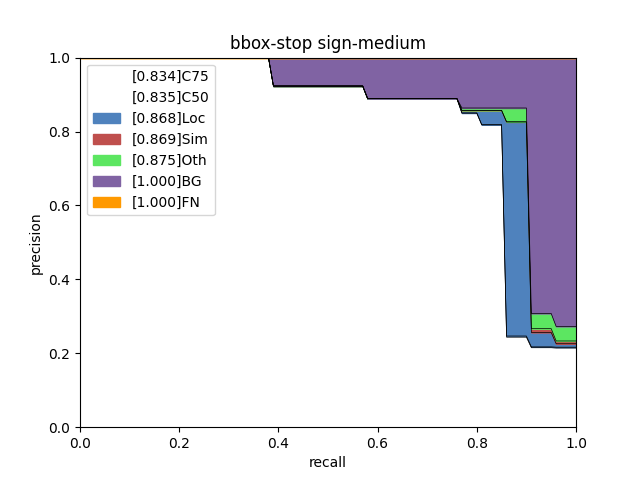 bbox-stop sign-medium
[0.834]C75
[0.835]C50
[0.868]Loc
[0.869]Sim
[0.875]Oth
[1.000]BG
[1.000]FN
precision
1.0
0.8
0.6
0.4
0.2
0.0
0.0 0.2 0.4 0.6 0.8 1.0
recall